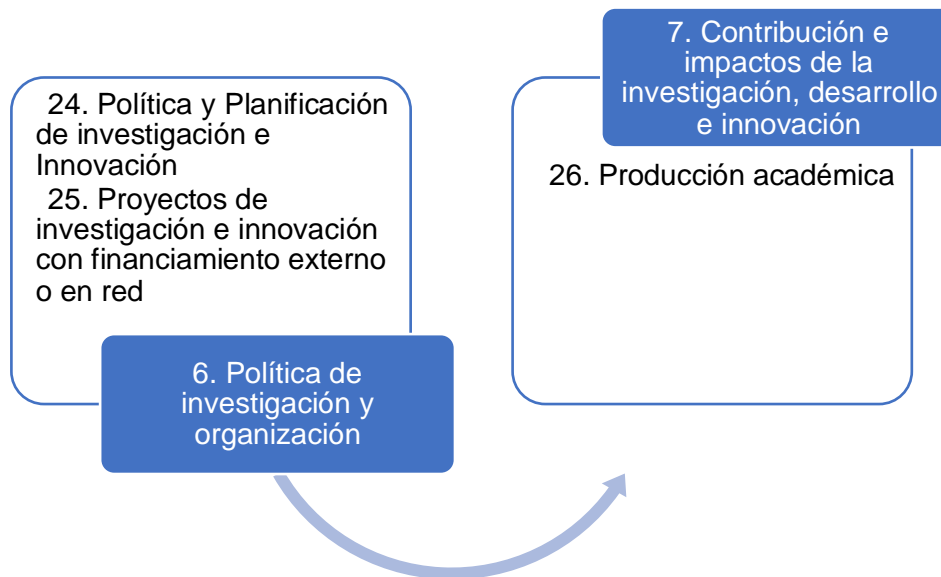 24. Política y Planificación
de investigación e
Innovación
25. Proyectos de
investigación e innovación
con financiamiento externo
o en red
6. Política de
investigación y
organización
7. Contribución e
impactos de la
investigación, desarrollo
e innovación
26. Producción académica